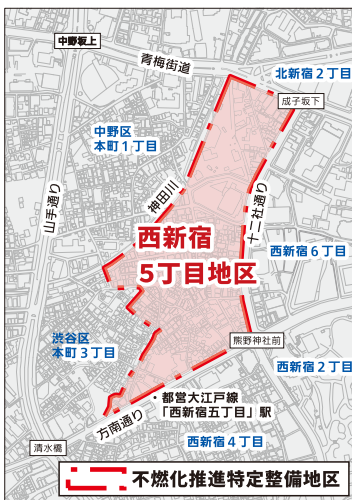 中野坂上
青梅街道
北新宿2丁目
成子坂下
中野区
本町1丁目
神田川
山手通り
十二社通り
西新宿
5丁目地区
西新宿6丁目
渋谷区
本町3丁目
熊野神社前
西新宿2丁目
・都営大江戸線
「西新宿五丁目」駅
方南通り
西新宿4丁目
清水橋
不燃化推進特定整備地区